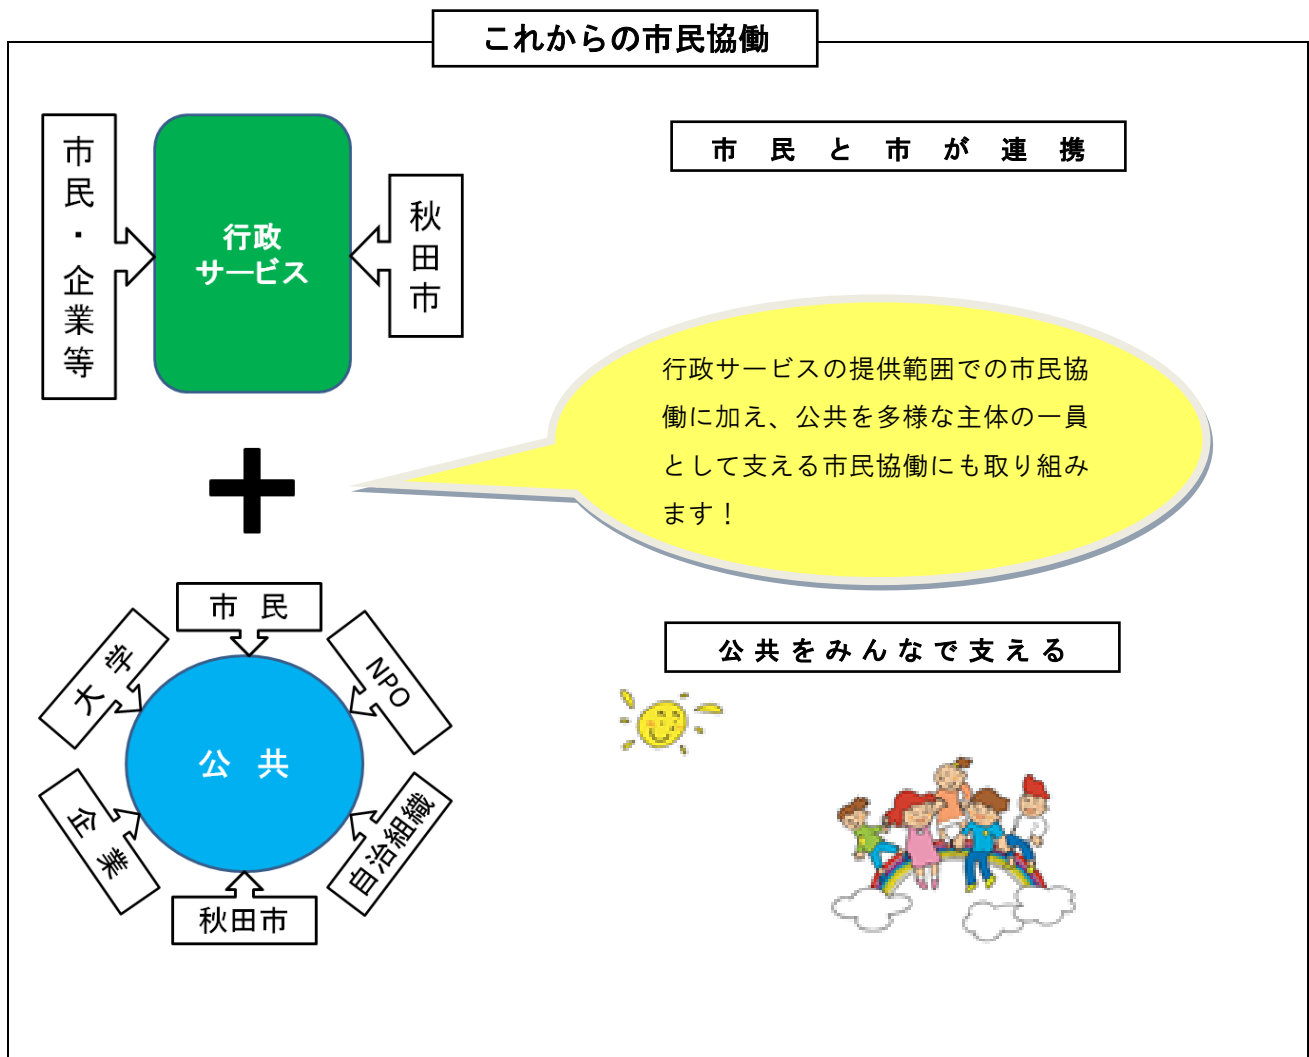 これからの市民協働
市民・企業等
行政
サービス
秋田市
市民と市が連携
行政サービスの提供範囲での市民協
働に加え、公共を多様な主体の一員
として支える市民協働にも取り組み
ます！
市民
大学
NPO
公共
企業
自治組織
秋田市
公共をみんなで支える